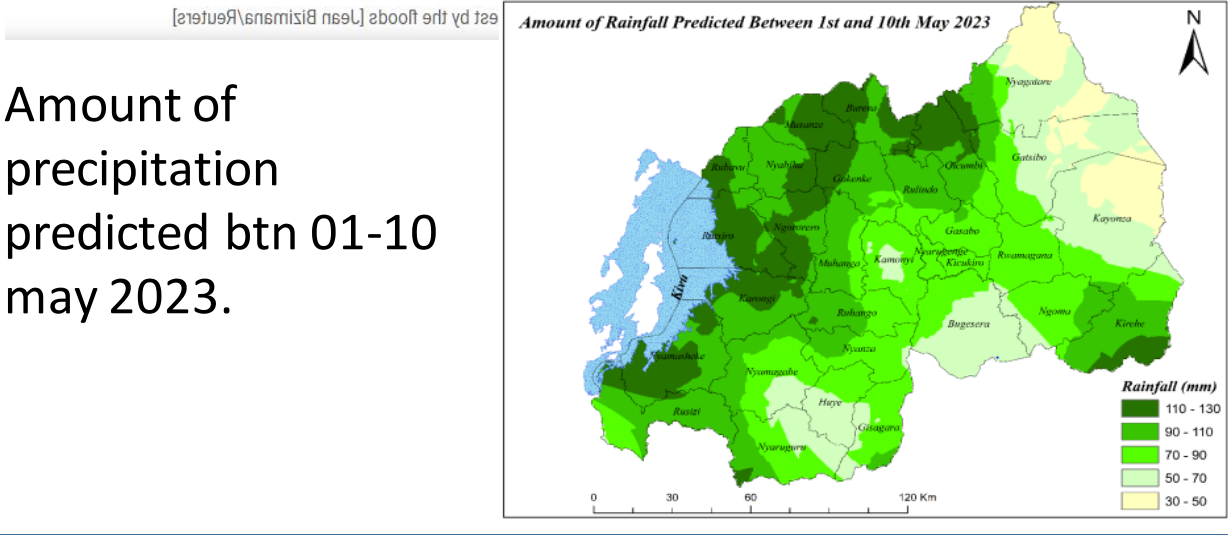 est by the floods [Jean Bizimana/Reuters]
Amount of
precipitation
predicted btn 01-10
may 2023.
Amount of Rainfall Predicted Between 1st and 10th May 2023
N
Nyagatare
Burera
Musanze
Gatsibo
Rubavu
Nyabihu
Gicumbi
Gakenke
Rulindo
Kayonza
Rutsiro
Ngororero
Gasabo
Nyarugenge
Kamonyi
Muhanga
Kicukiro
Rwamagana
Kivu
Karongi
Ruhango
Bugesera
Ngoma
Kirehe
Nyanza
Nyamasheke
Nyamagabe
Huye
Rusizi
Gisagara
Nyaruguru
Rainfall (mm)
110 - 130
90 - 110
70 - 90
50 - 70
30 - 50
0 30 60 120 Km